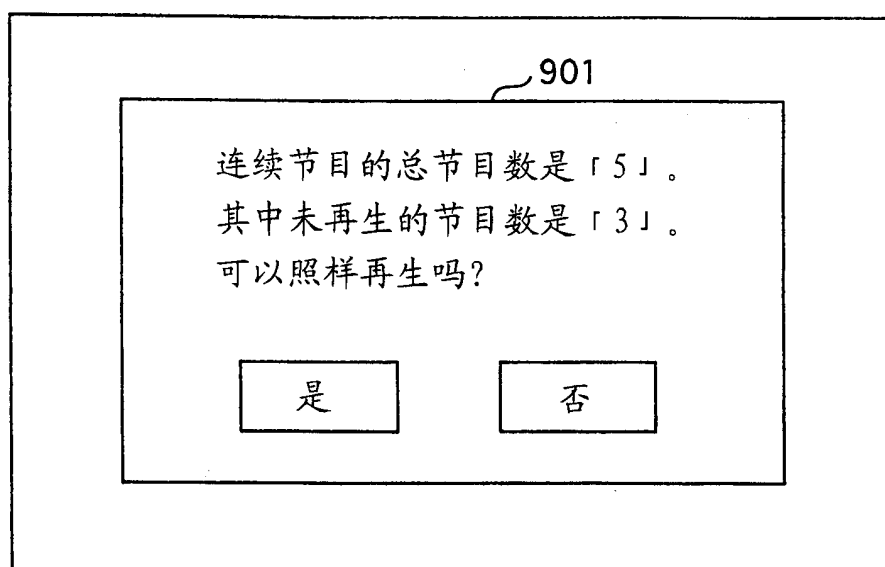 901
连续节目的总节目数是「5」。
其中未再生的节目数是「3」。
可以照样再生吗?
是
否